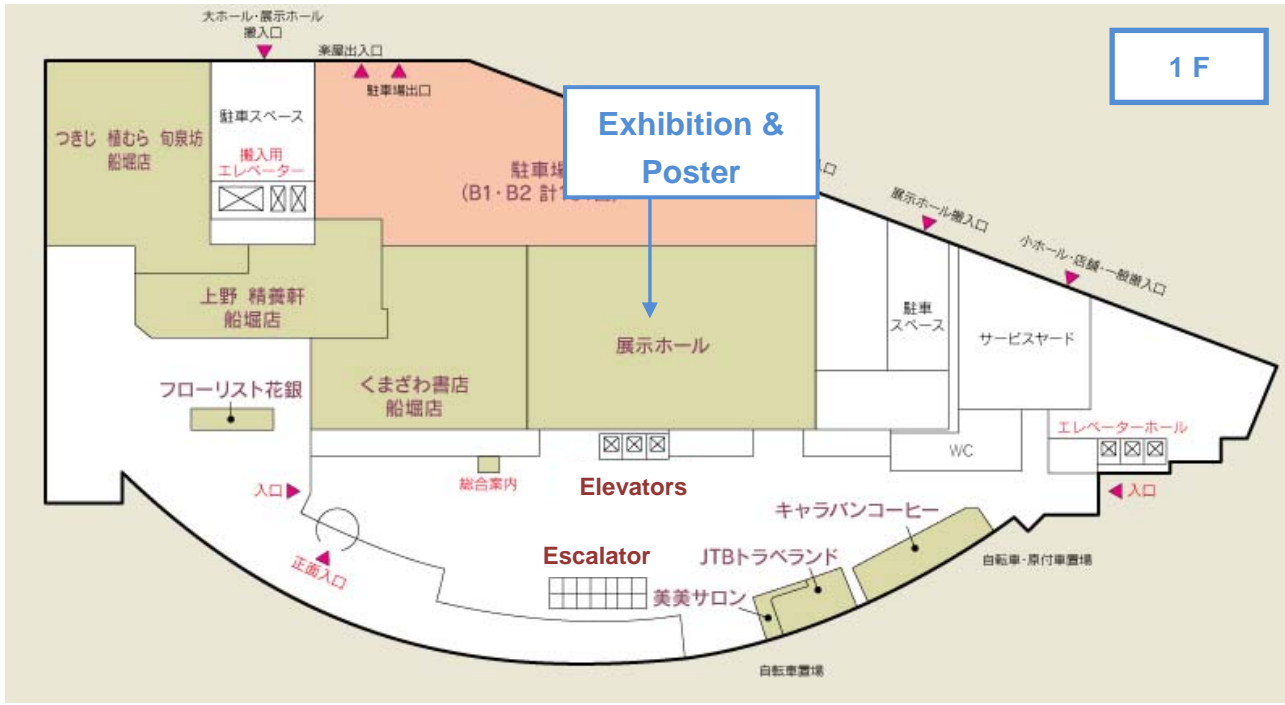 大ホール・展示ホール
搬入口
楽屋出入口
駐車場出口
1 F
Exhibition &
Poster
つきじ 植むら 旬泉坊
船堀店
駐車スペース
搬入用
エレベーター
駐車場
(B1・B2 計1
入口
展示ホール搬入口
小ホール・店舗・一般搬入口
上野 精養軒
船堀店
展示ホール
駐車
スペース
サービスヤード
フローリスト花銀
くまざわ書店
船堀店
エレベーターホール
WC
入口
総合案内
Elevators
入口
キャラバンコーヒー
正面入口
Escalator
JTBトラベランド
自転車・原付車置場
美美サロン
自転車置場